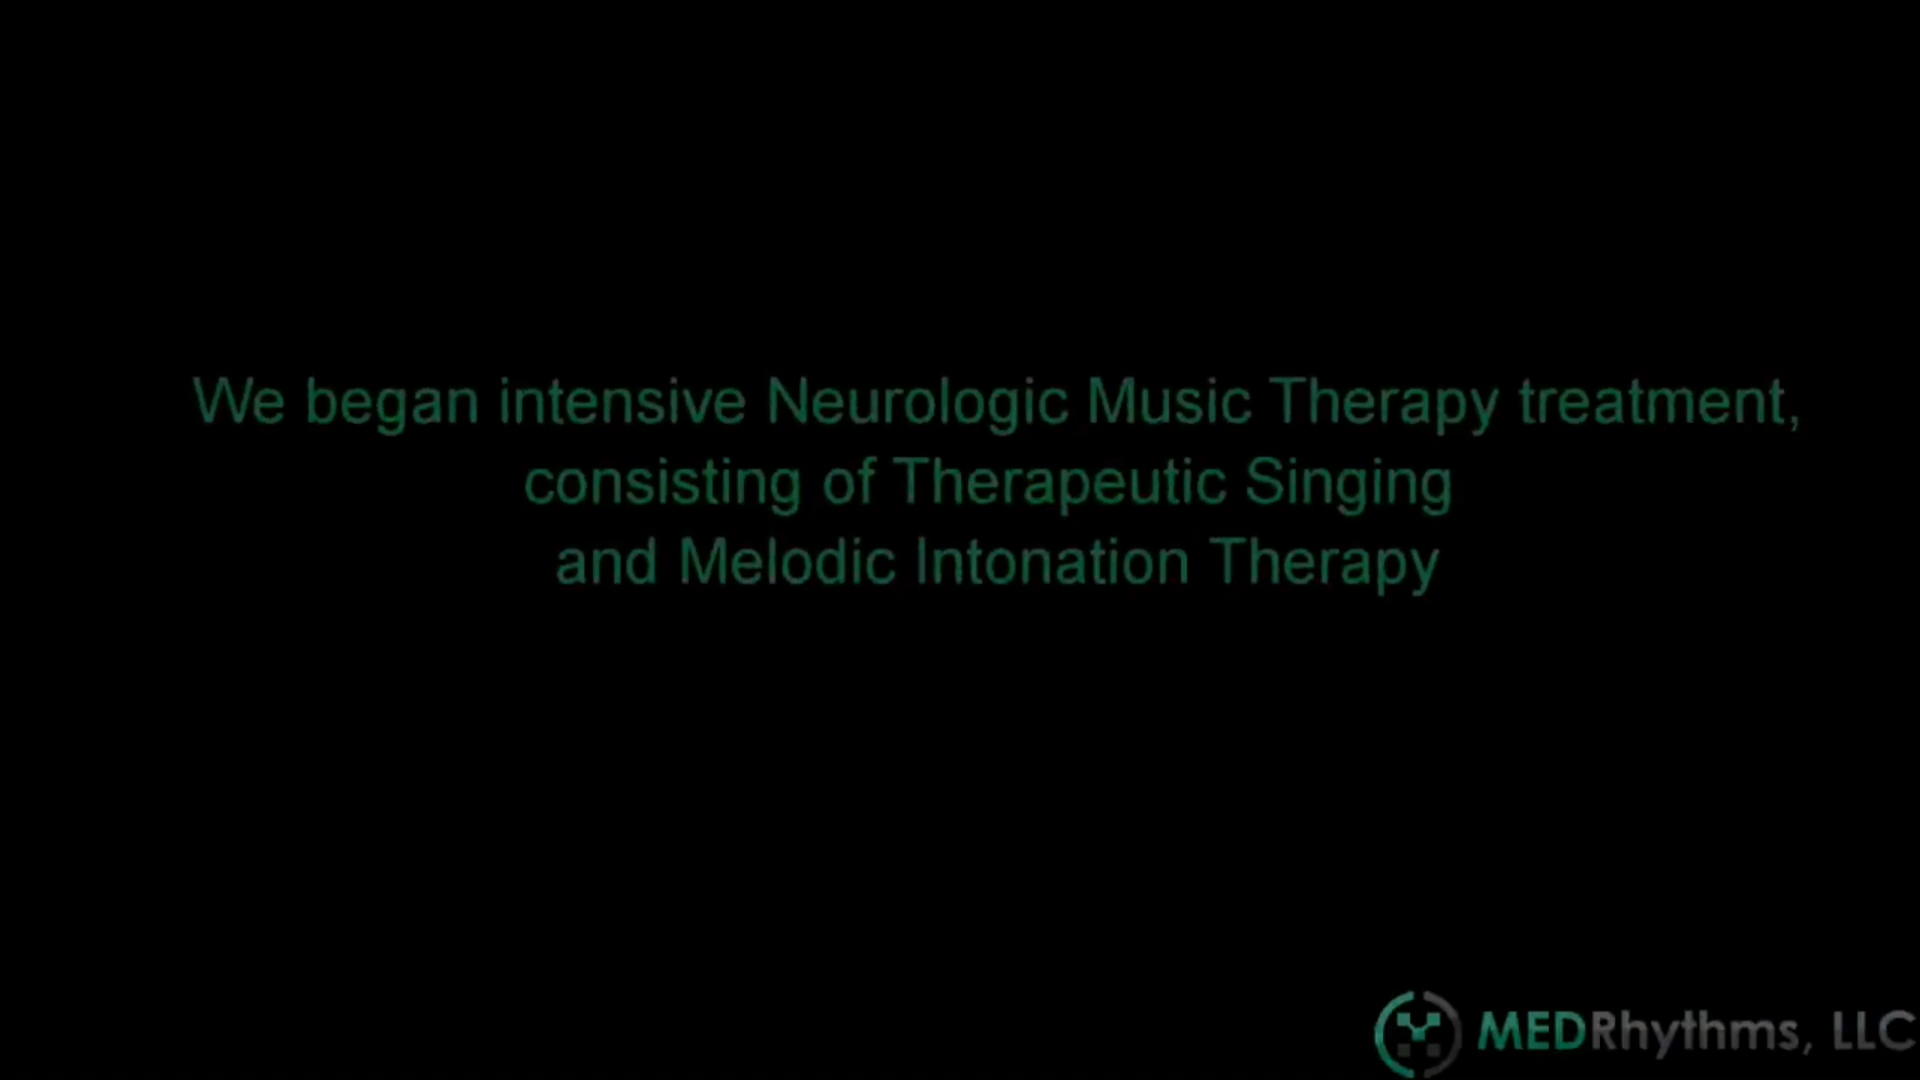 We began intensive Neurologic Music Therapy treatment,
consisting of Therapeutic Singing
and Melodic Intonation Therapy
MEDRhythms, LLC